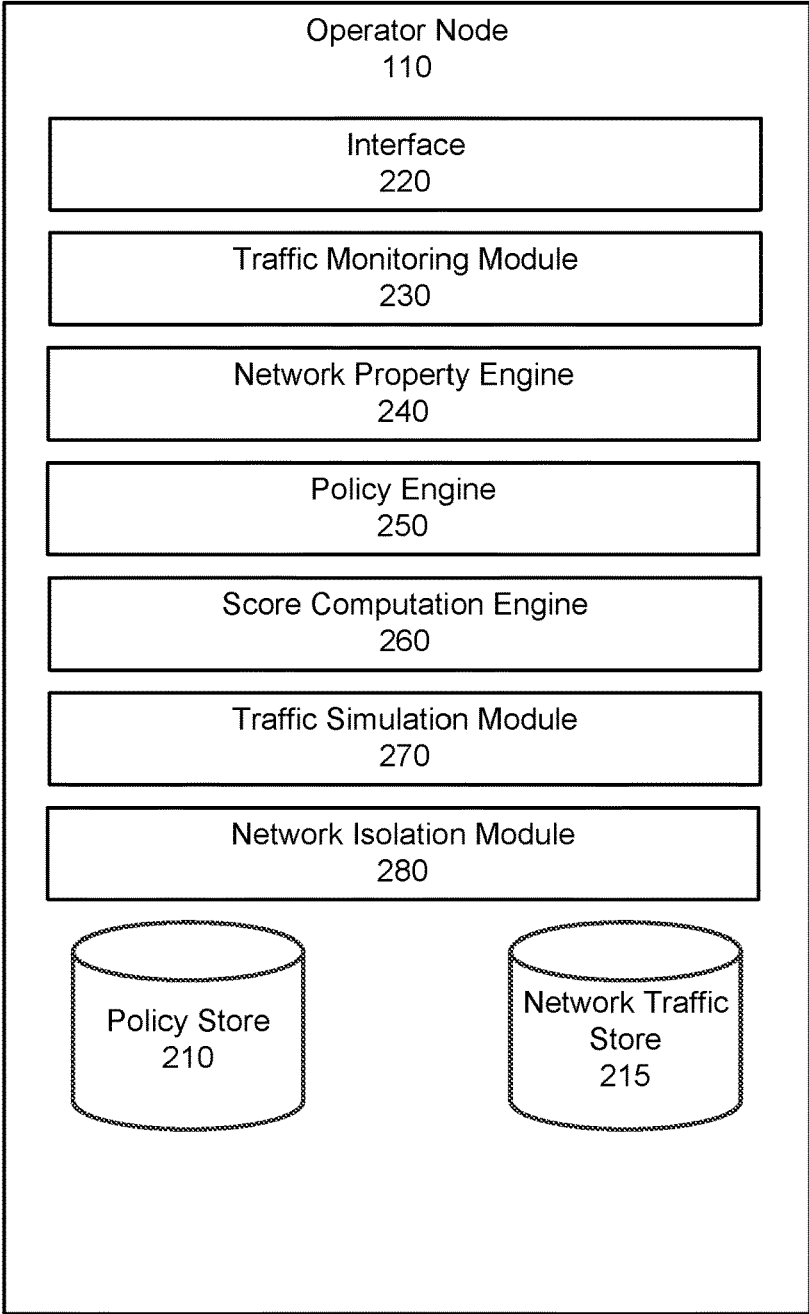 Operator Node
110
Interface
220
Traffic Monitoring Module
230
Network Property Engine
240
Policy Engine
250
Score Computation Engine
260
Traffic Simulation Module
270
Network Isolation Module
280
Policy Store
210
Network Traffic
Store
215